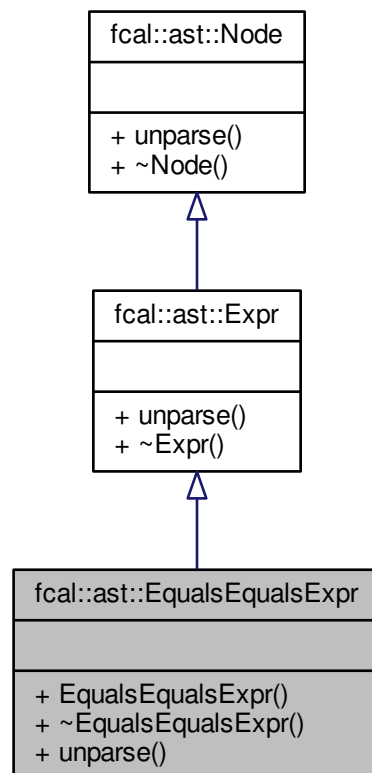 fcal::ast::Node
+ unparse()
+ ~Node()
fcal::ast::Expr
+ unparse()
+ ~Expr()
fcal::ast::EqualsEqualsExpr
+ EqualsEqualsExpr()
+ ~EqualsEqualsExpr()
+ unparse()